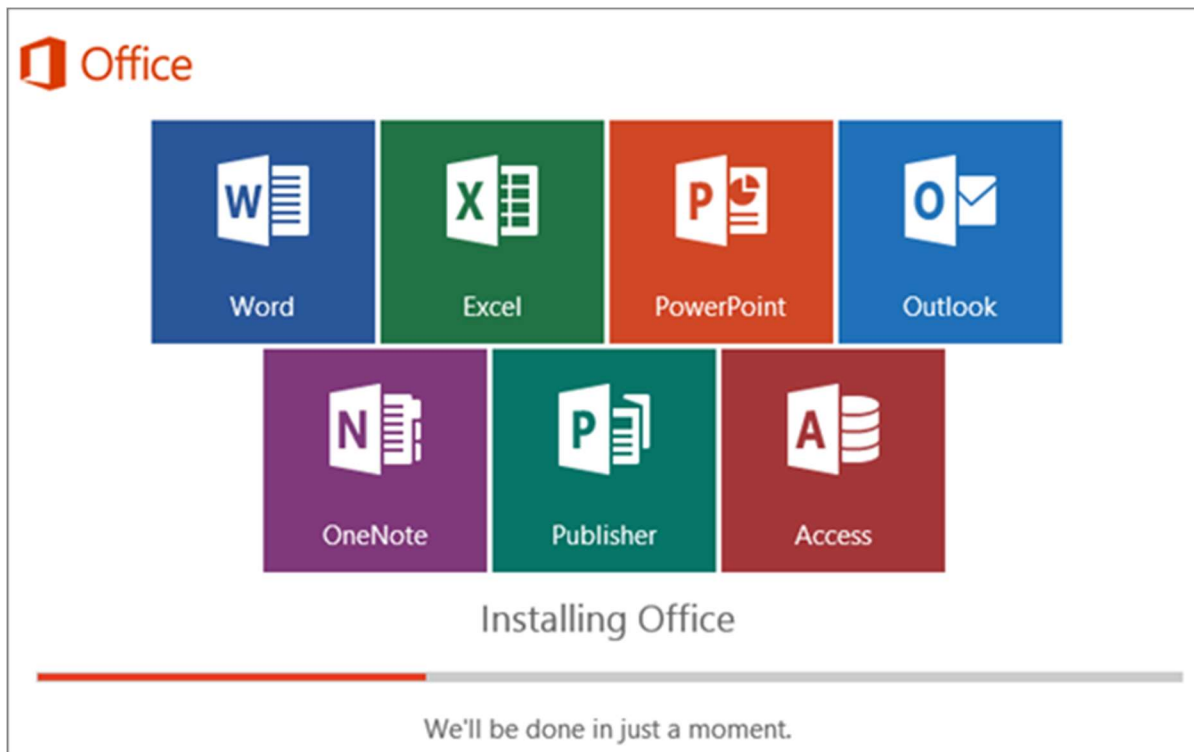 Office
Word Excel PowerPoint Outlook
OneNote Publisher Access
Installing Office
We'll be done in just a moment.